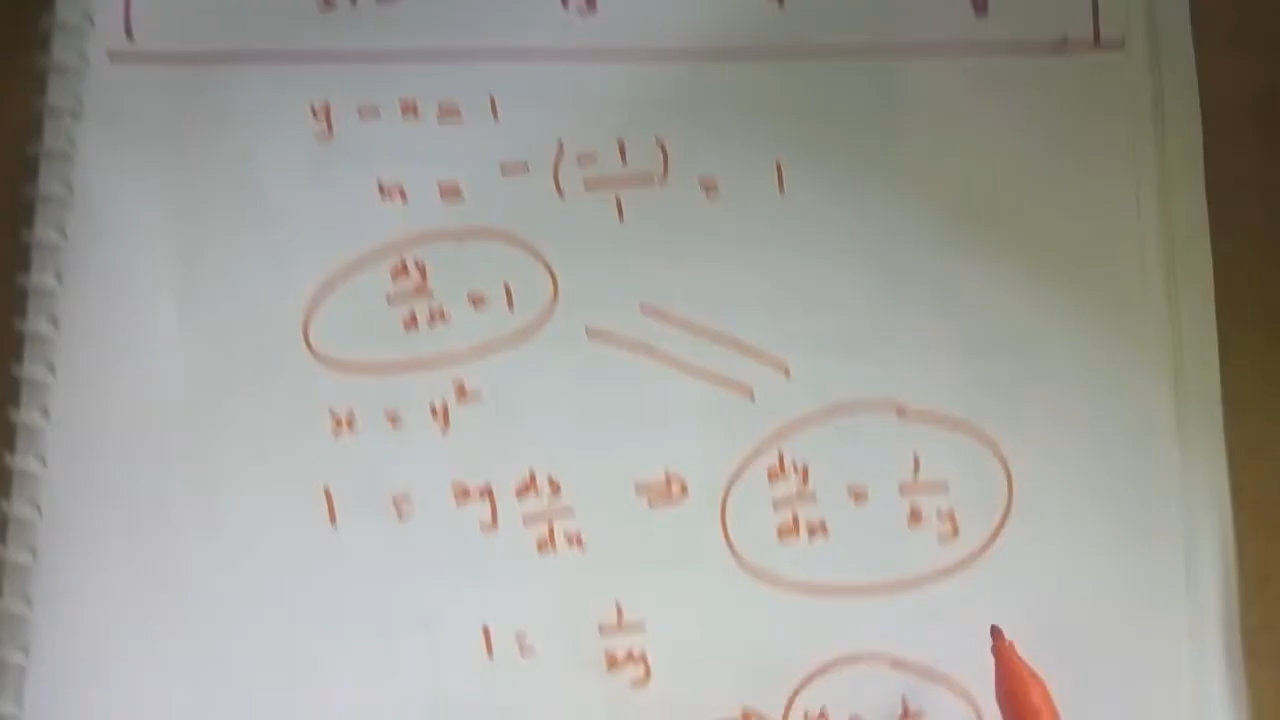 y - x = 1
m = - (-1/1) = 1
dy/dx = 1
x = y²
1 = 2y dy/dx ⇒ dy/dx = 1/2y
1 = 1/2y